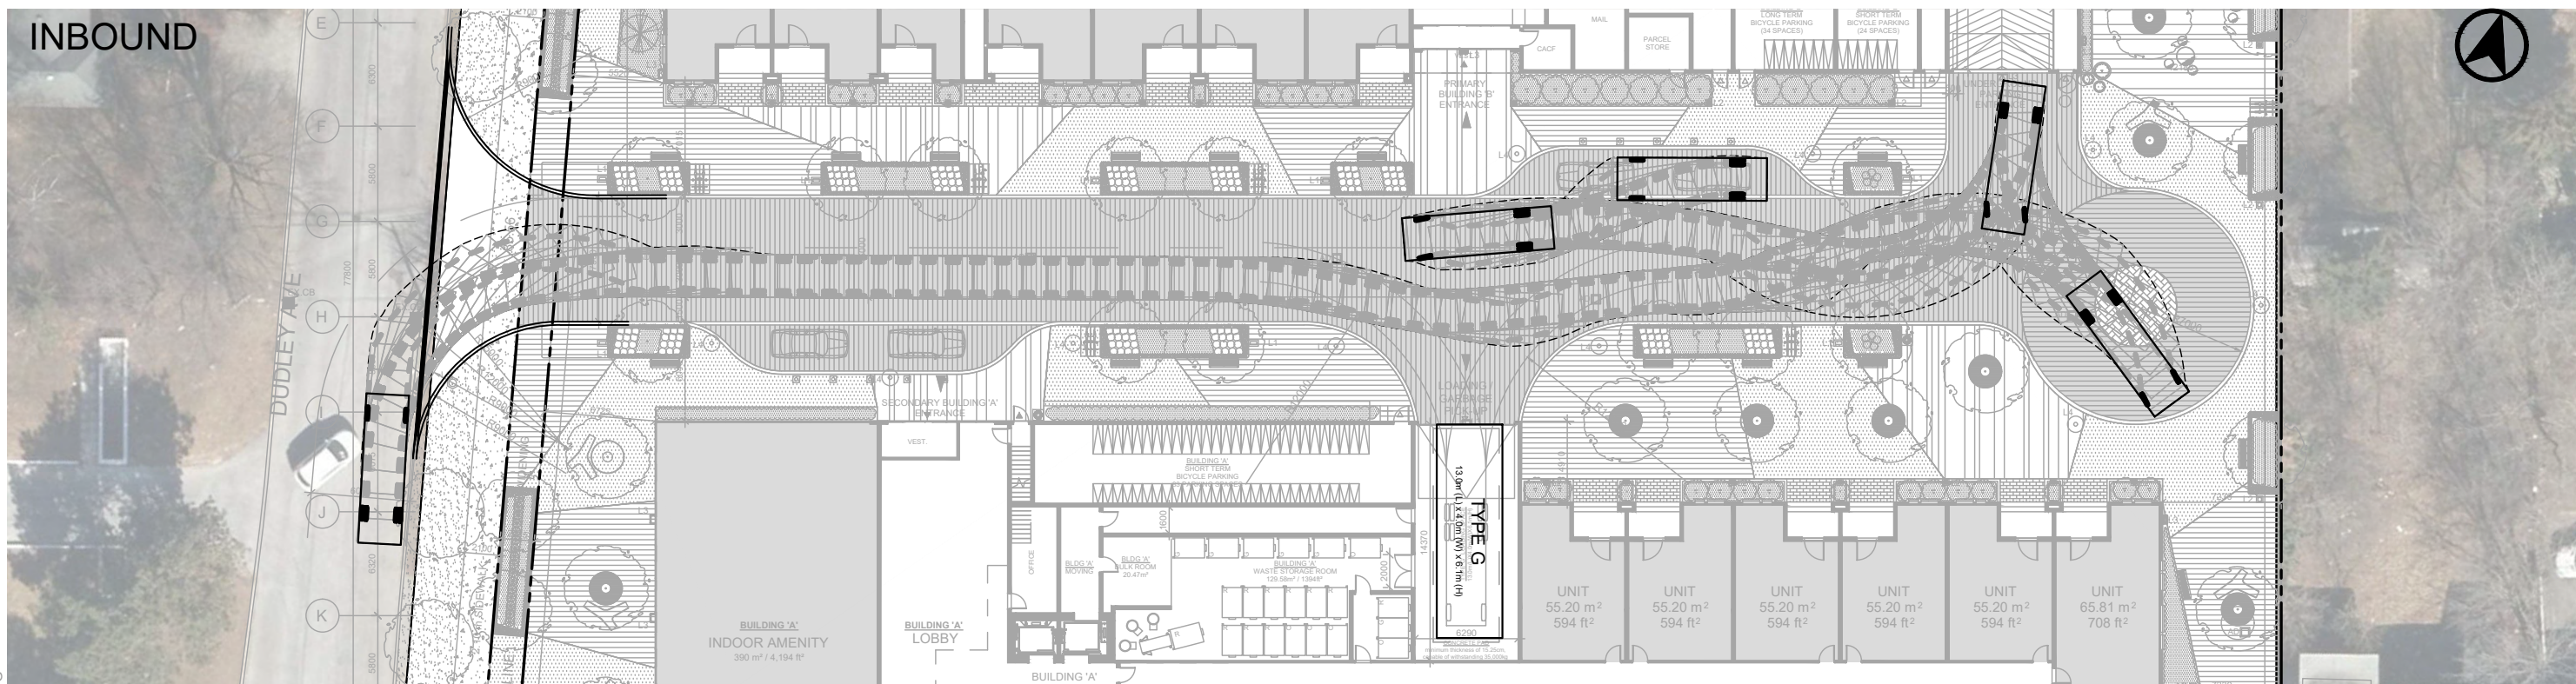 INBOUND
E
F
G
H
I
J
K
6300
5800
77800
5800
6320
5800
DUDLEY AVE
MAIL
PARCEL
STORE
CACF
LONG TERM
BICYCLE PARKING
(34 SPACES)
SHORT TERM
BICYCLE PARKING
(24 SPACES)
PRIMARY
BUILDING 'B'
ENTRANCE
SECONDARY BUILDING 'A'
ENTRANCE
VEST.
LOADING
GARBAGE
PICK-UP
BUILDING 'A'
SHORT TERM
BICYCLE PARKING
OFFICE
BLDG 'A'
MOVING
BLDG 'A'
BULK ROOM
20.47m²
1600
BUILDING 'A'
WASTE STORAGE ROOM
129.58m² / 1394ft²
2000
14370
TYPE G
13.0m (L) x 4.0m (W) x 6.1m (H)
6290
BUILDING 'A'
INDOOR AMENITY
390 m² / 4,194 ft²
BUILDING 'A'
LOBBY
BUILDING 'A'
UNIT
55.20 m²
594 ft²
UNIT
55.20 m²
594 ft²
UNIT
55.20 m²
594 ft²
UNIT
55.20 m²
594 ft²
UNIT
55.20 m²
594 ft²
UNIT
65.81 m²
708 ft²
SIDEWALK